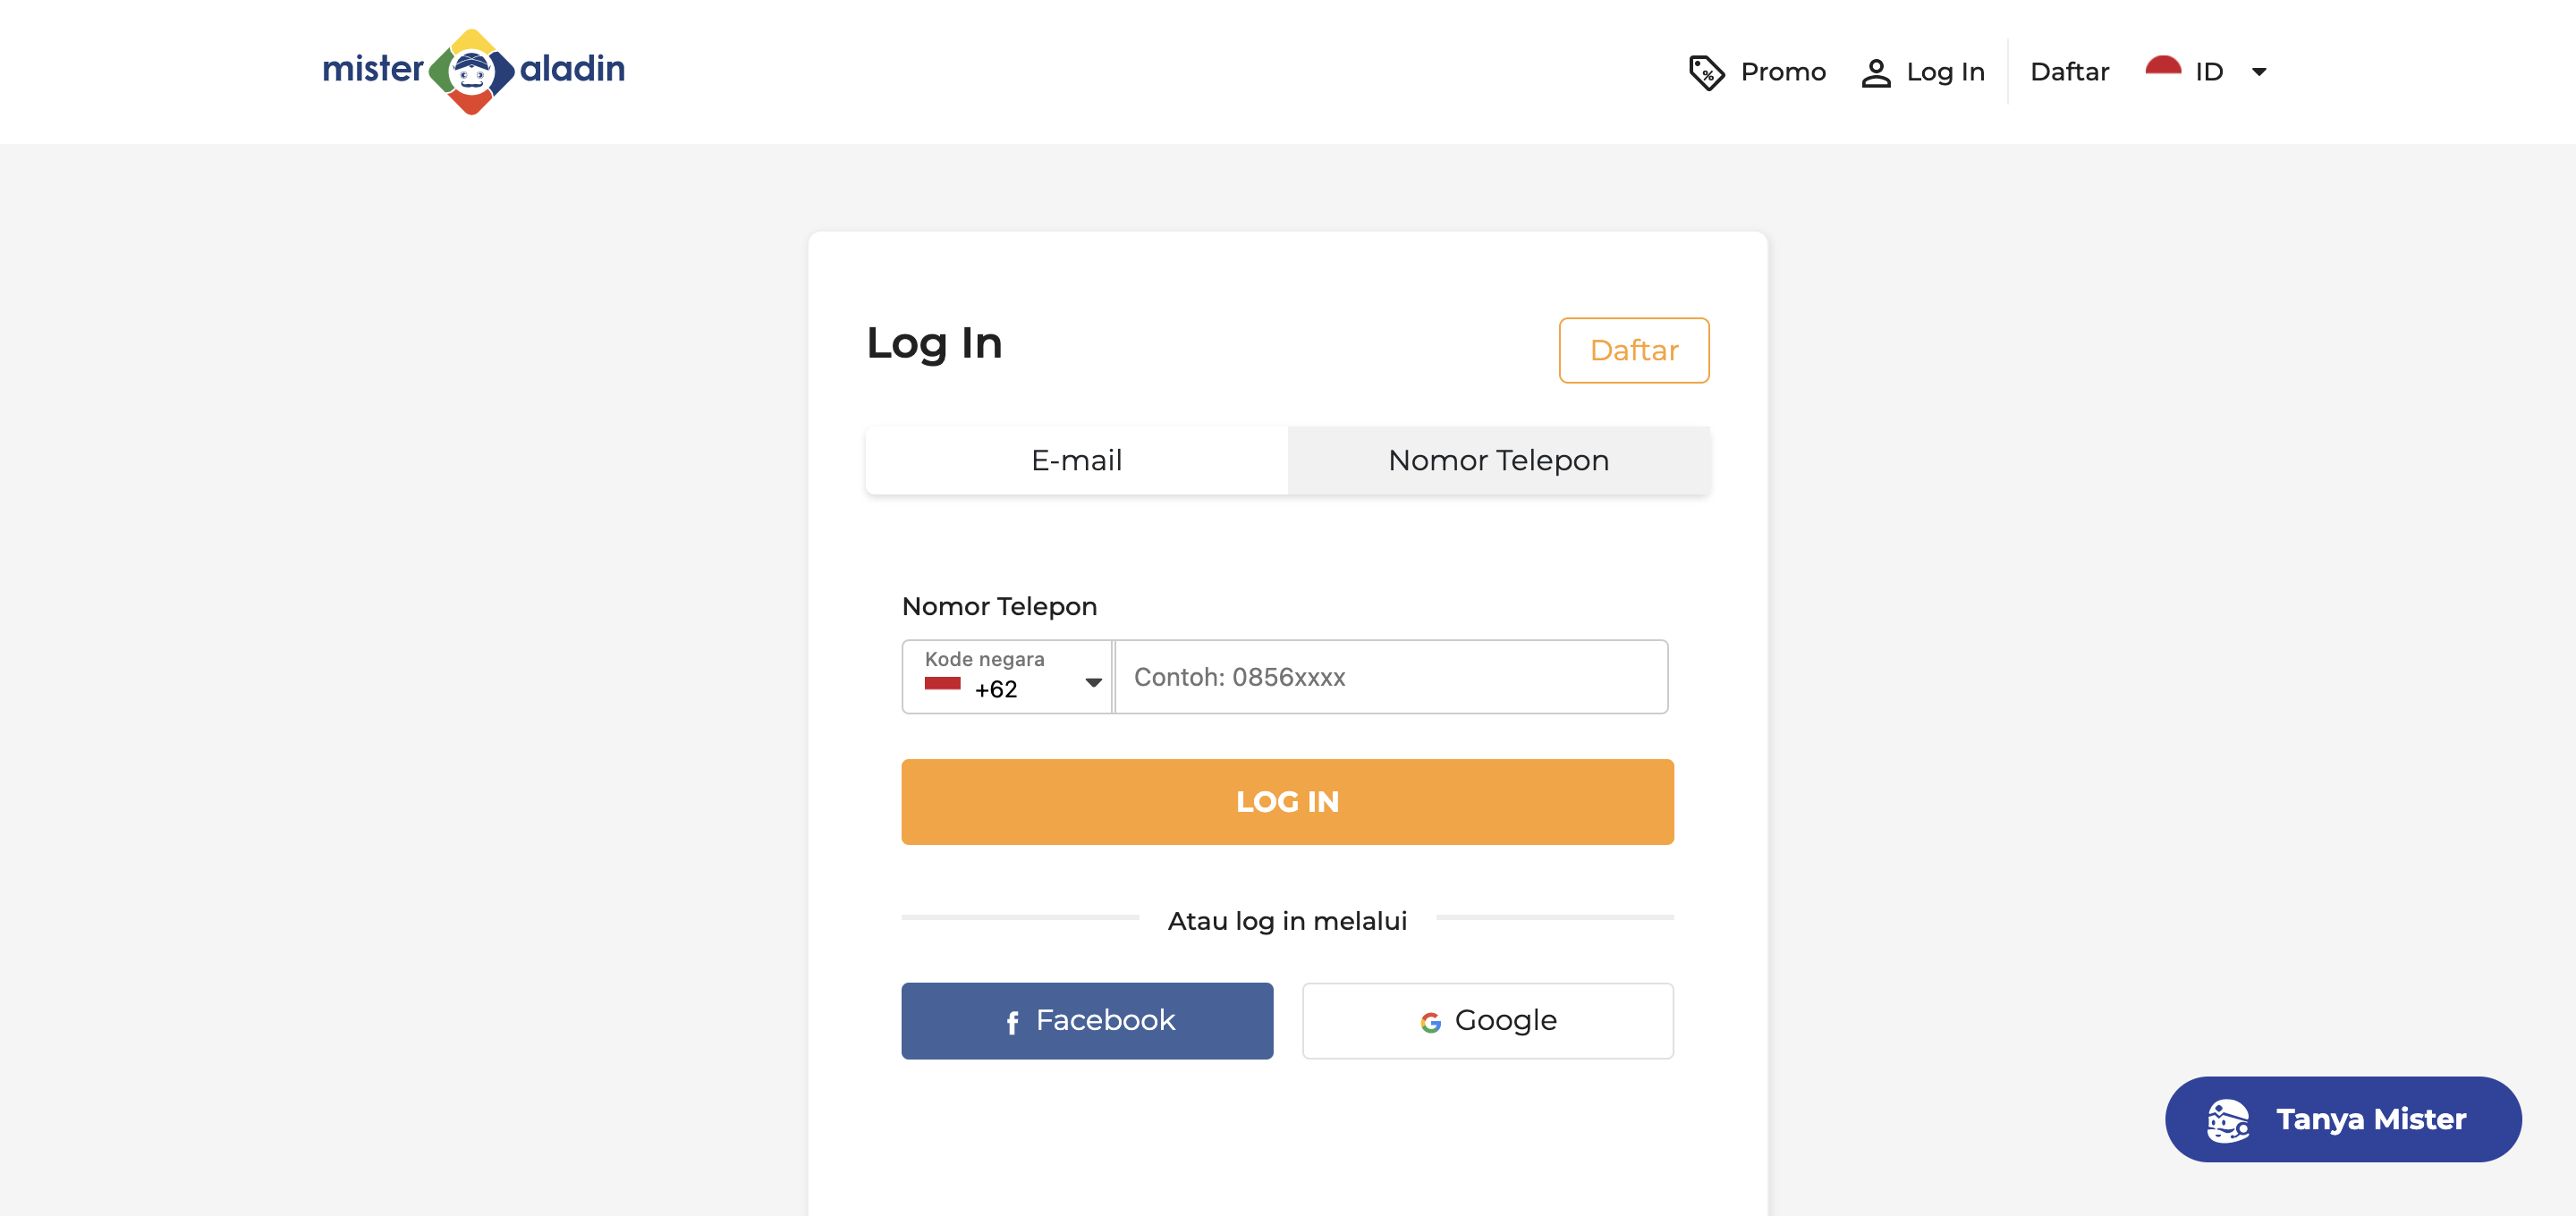 mister aladin
Promo
Log In
Daftar
ID
Log In
Daftar
E-mail
Nomor Telepon
Nomor Telepon
Kode negara
+62
Contoh: 0856xxxx
LOG IN
Atau log in melalui
Facebook
Google
Tanya Mister